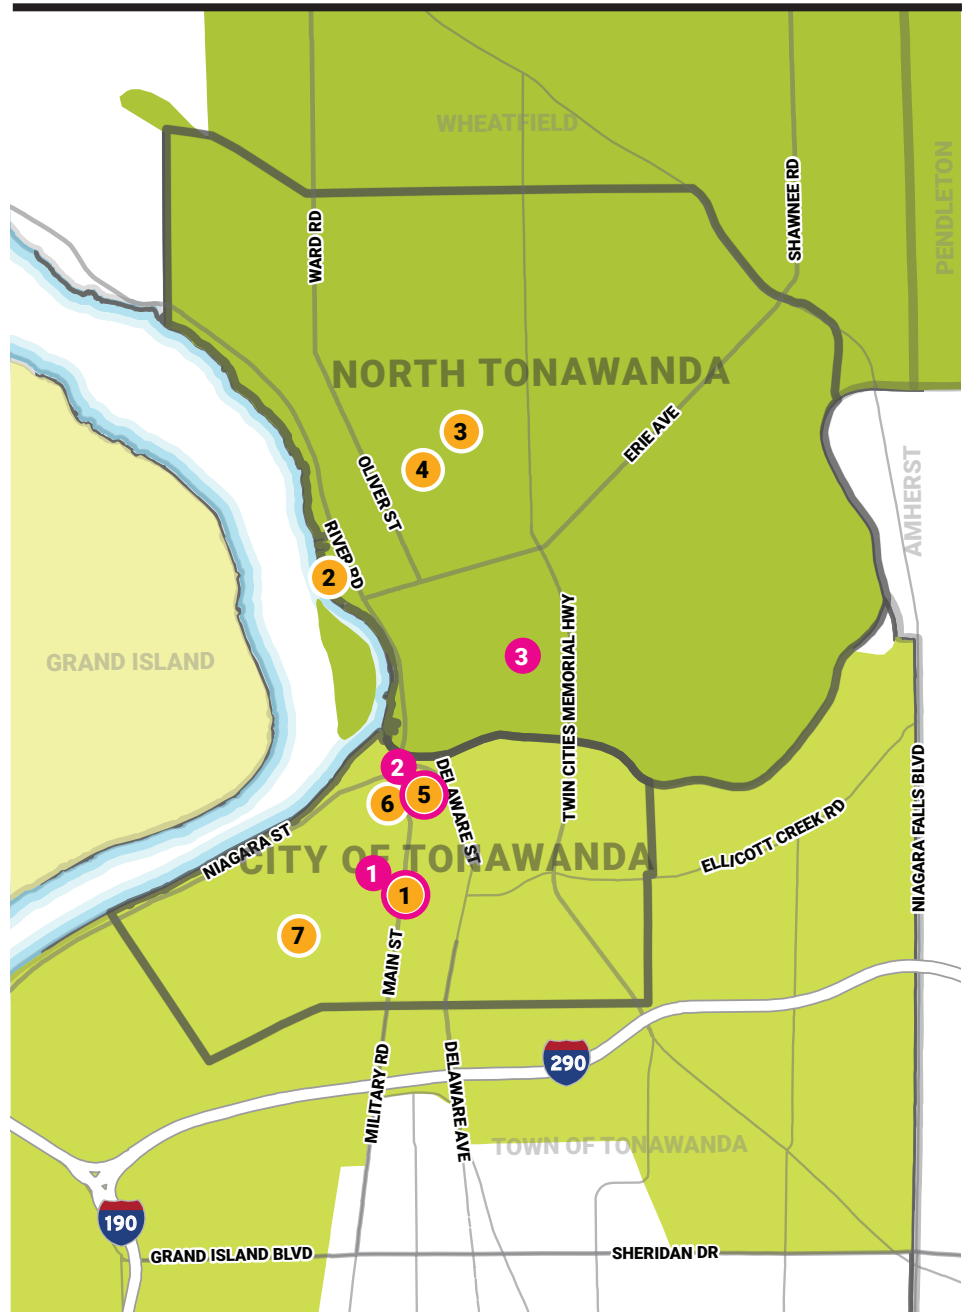 WHEATFIELD
PENDLETON
SHAWNEE RD
WARD RD
NORTH TONAWANDA
ERIE AVE
3
4
OLIVER ST
AMHERST
RIVER RD
2
TWIN CITIES MEMORIAL HWY
3
GRAND ISLAND
2
DELAWARE ST
5
6
NIAGARA FALLS BLVD
NIAGARA ST
ELLICOTT CREEK RD
CITY OF TONAWANDA
1
1
7
MAIN ST
290
MILITARY RD
DELAWARE AVE
TOWN OF TONAWANDA
190
GRAND ISLAND BLVD
SHERIDAN DR